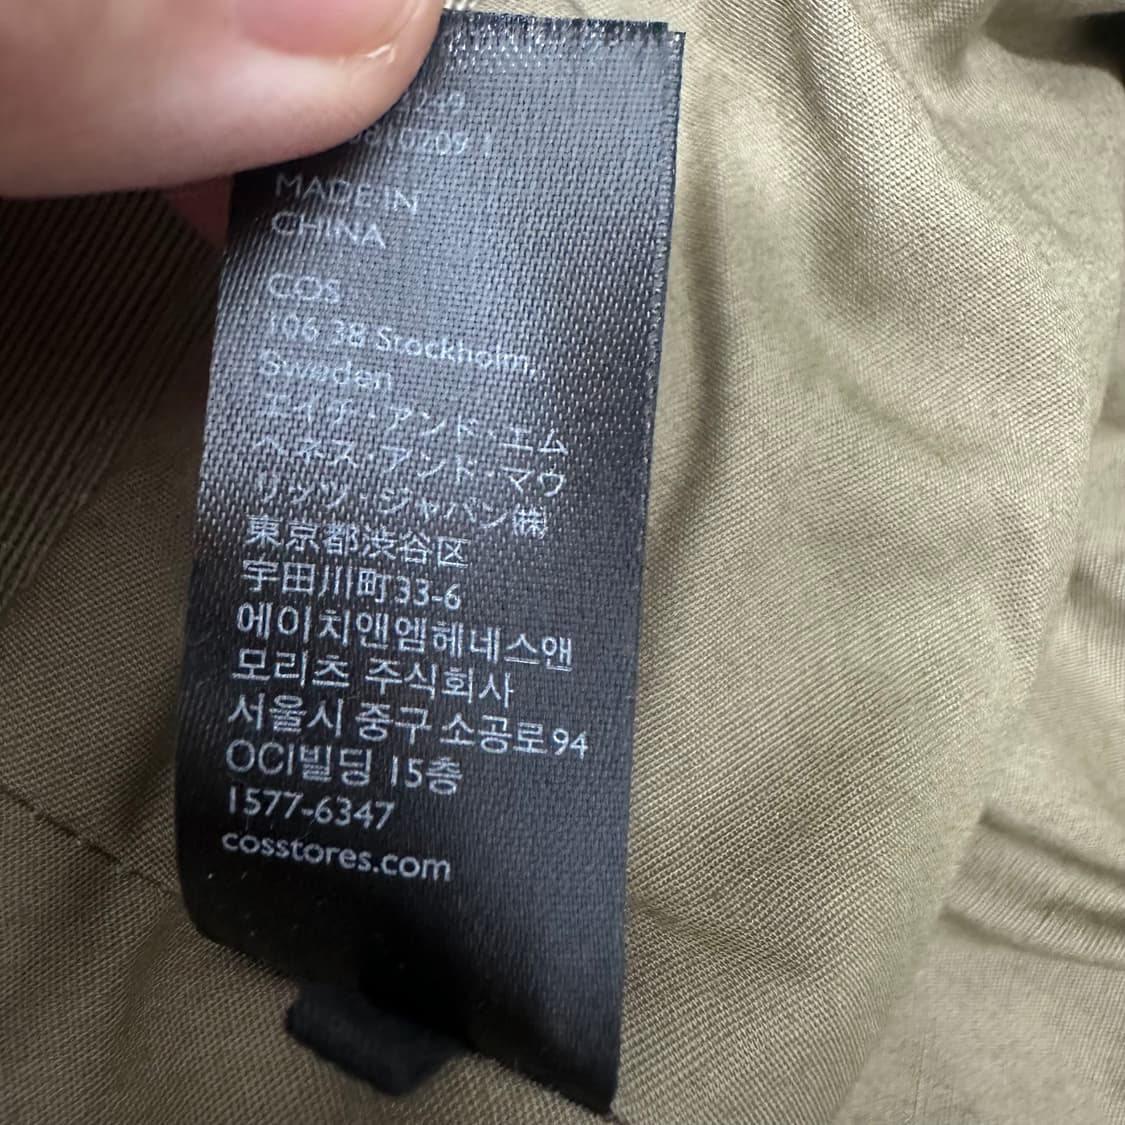 MADE IN
CHINA
COS
106 38 Stockholm,
Sweden
エイチ・アンド・エム
ヘネス・アンド・マウ
リッツ・ジャパン㈱
東京都渋谷区
宇田川町33-6
에이치앤엠헤네스앤
모리츠 주식회사
서울시 중구 소공로94
OCI빌딩 15층
1577-6347
cosstores.com